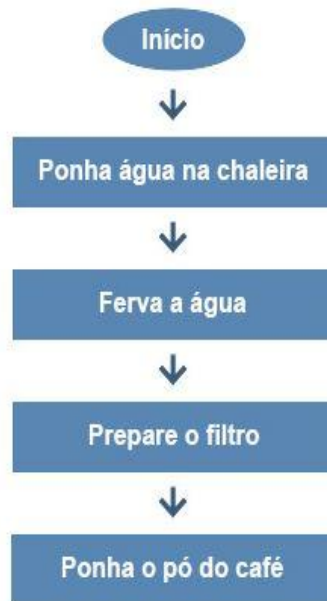 Início
Ponha água na chaleira
Ferva a água
Prepare o filtro
Ponha o pó do café